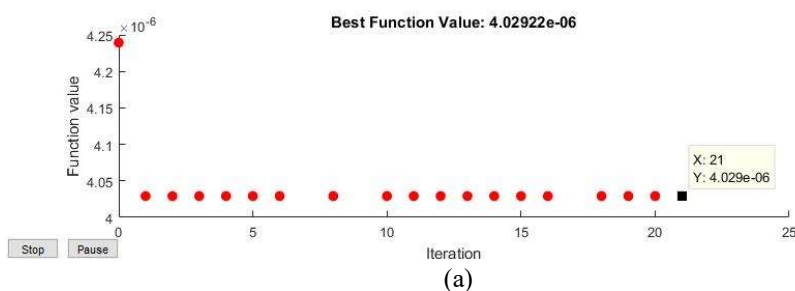 Best Function Value: 4.02922e-06
×10^-6
4.25
4.2
4.15
4.1
4.05
4
Function value
X: 21
Y: 4.029e-06
0 5 10 15 20 25
Iteration
Stop Pause
(a)